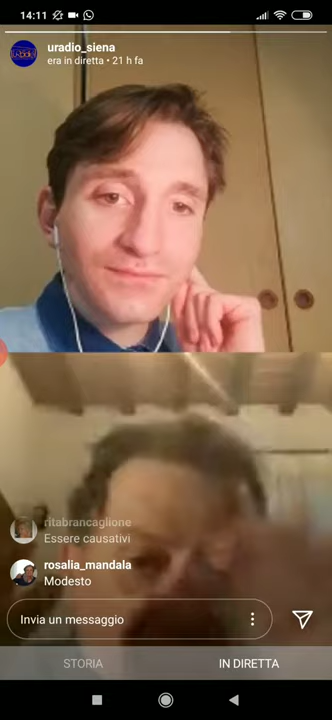 14:11
uradio_siena
era in diretta • 21 h fa
ritabrancaglione
Essere causativi
rosalia_mandala
Modesto
Invia un messaggio
STORIA
IN DIRETTA